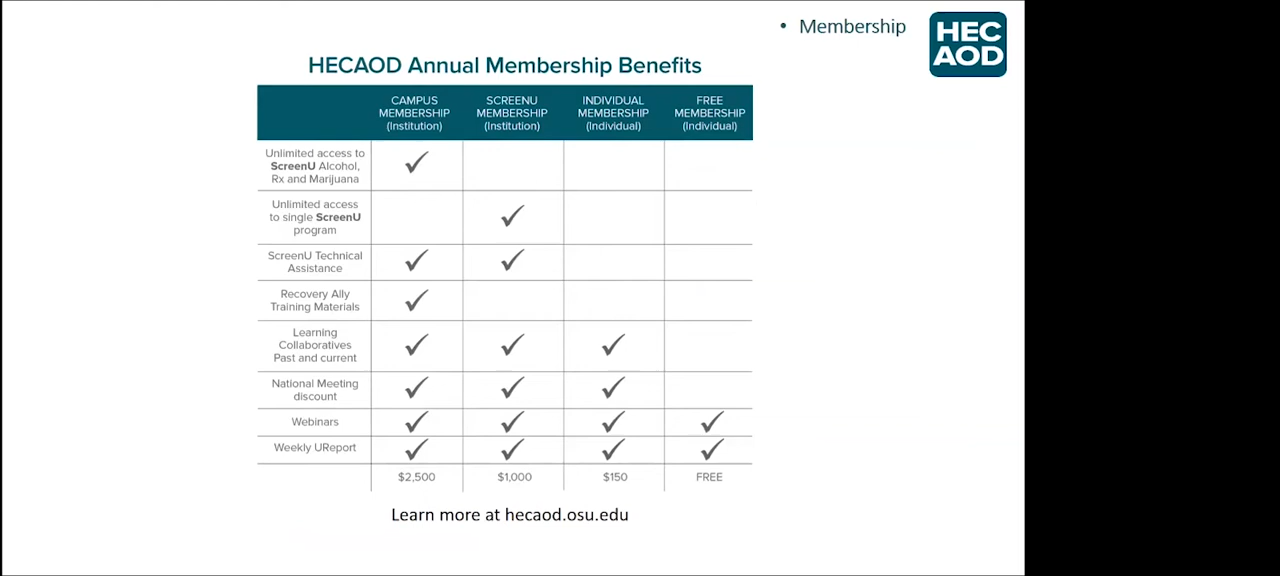 • Membership
HEC
AOD
HECAOD Annual Membership Benefits
CAMPUS
MEMBERSHIP
(Institution)
SCREENU
MEMBERSHIP
(Institution)
INDIVIDUAL
MEMBERSHIP
(Individual)
FREE
MEMBERSHIP
(Individual)
Unlimited access to
ScreenU Alcohol,
Rx and Marijuana
Unlimited access
to single ScreenU
program
ScreenU Technical
Assistance
Recovery Ally
Training Materials
Learning
Collaboratives
Past and current
National Meeting
discount
Webinars
Weekly UReport
$2,500
$1,000
$150
FREE
Learn more at hecaod.osu.edu